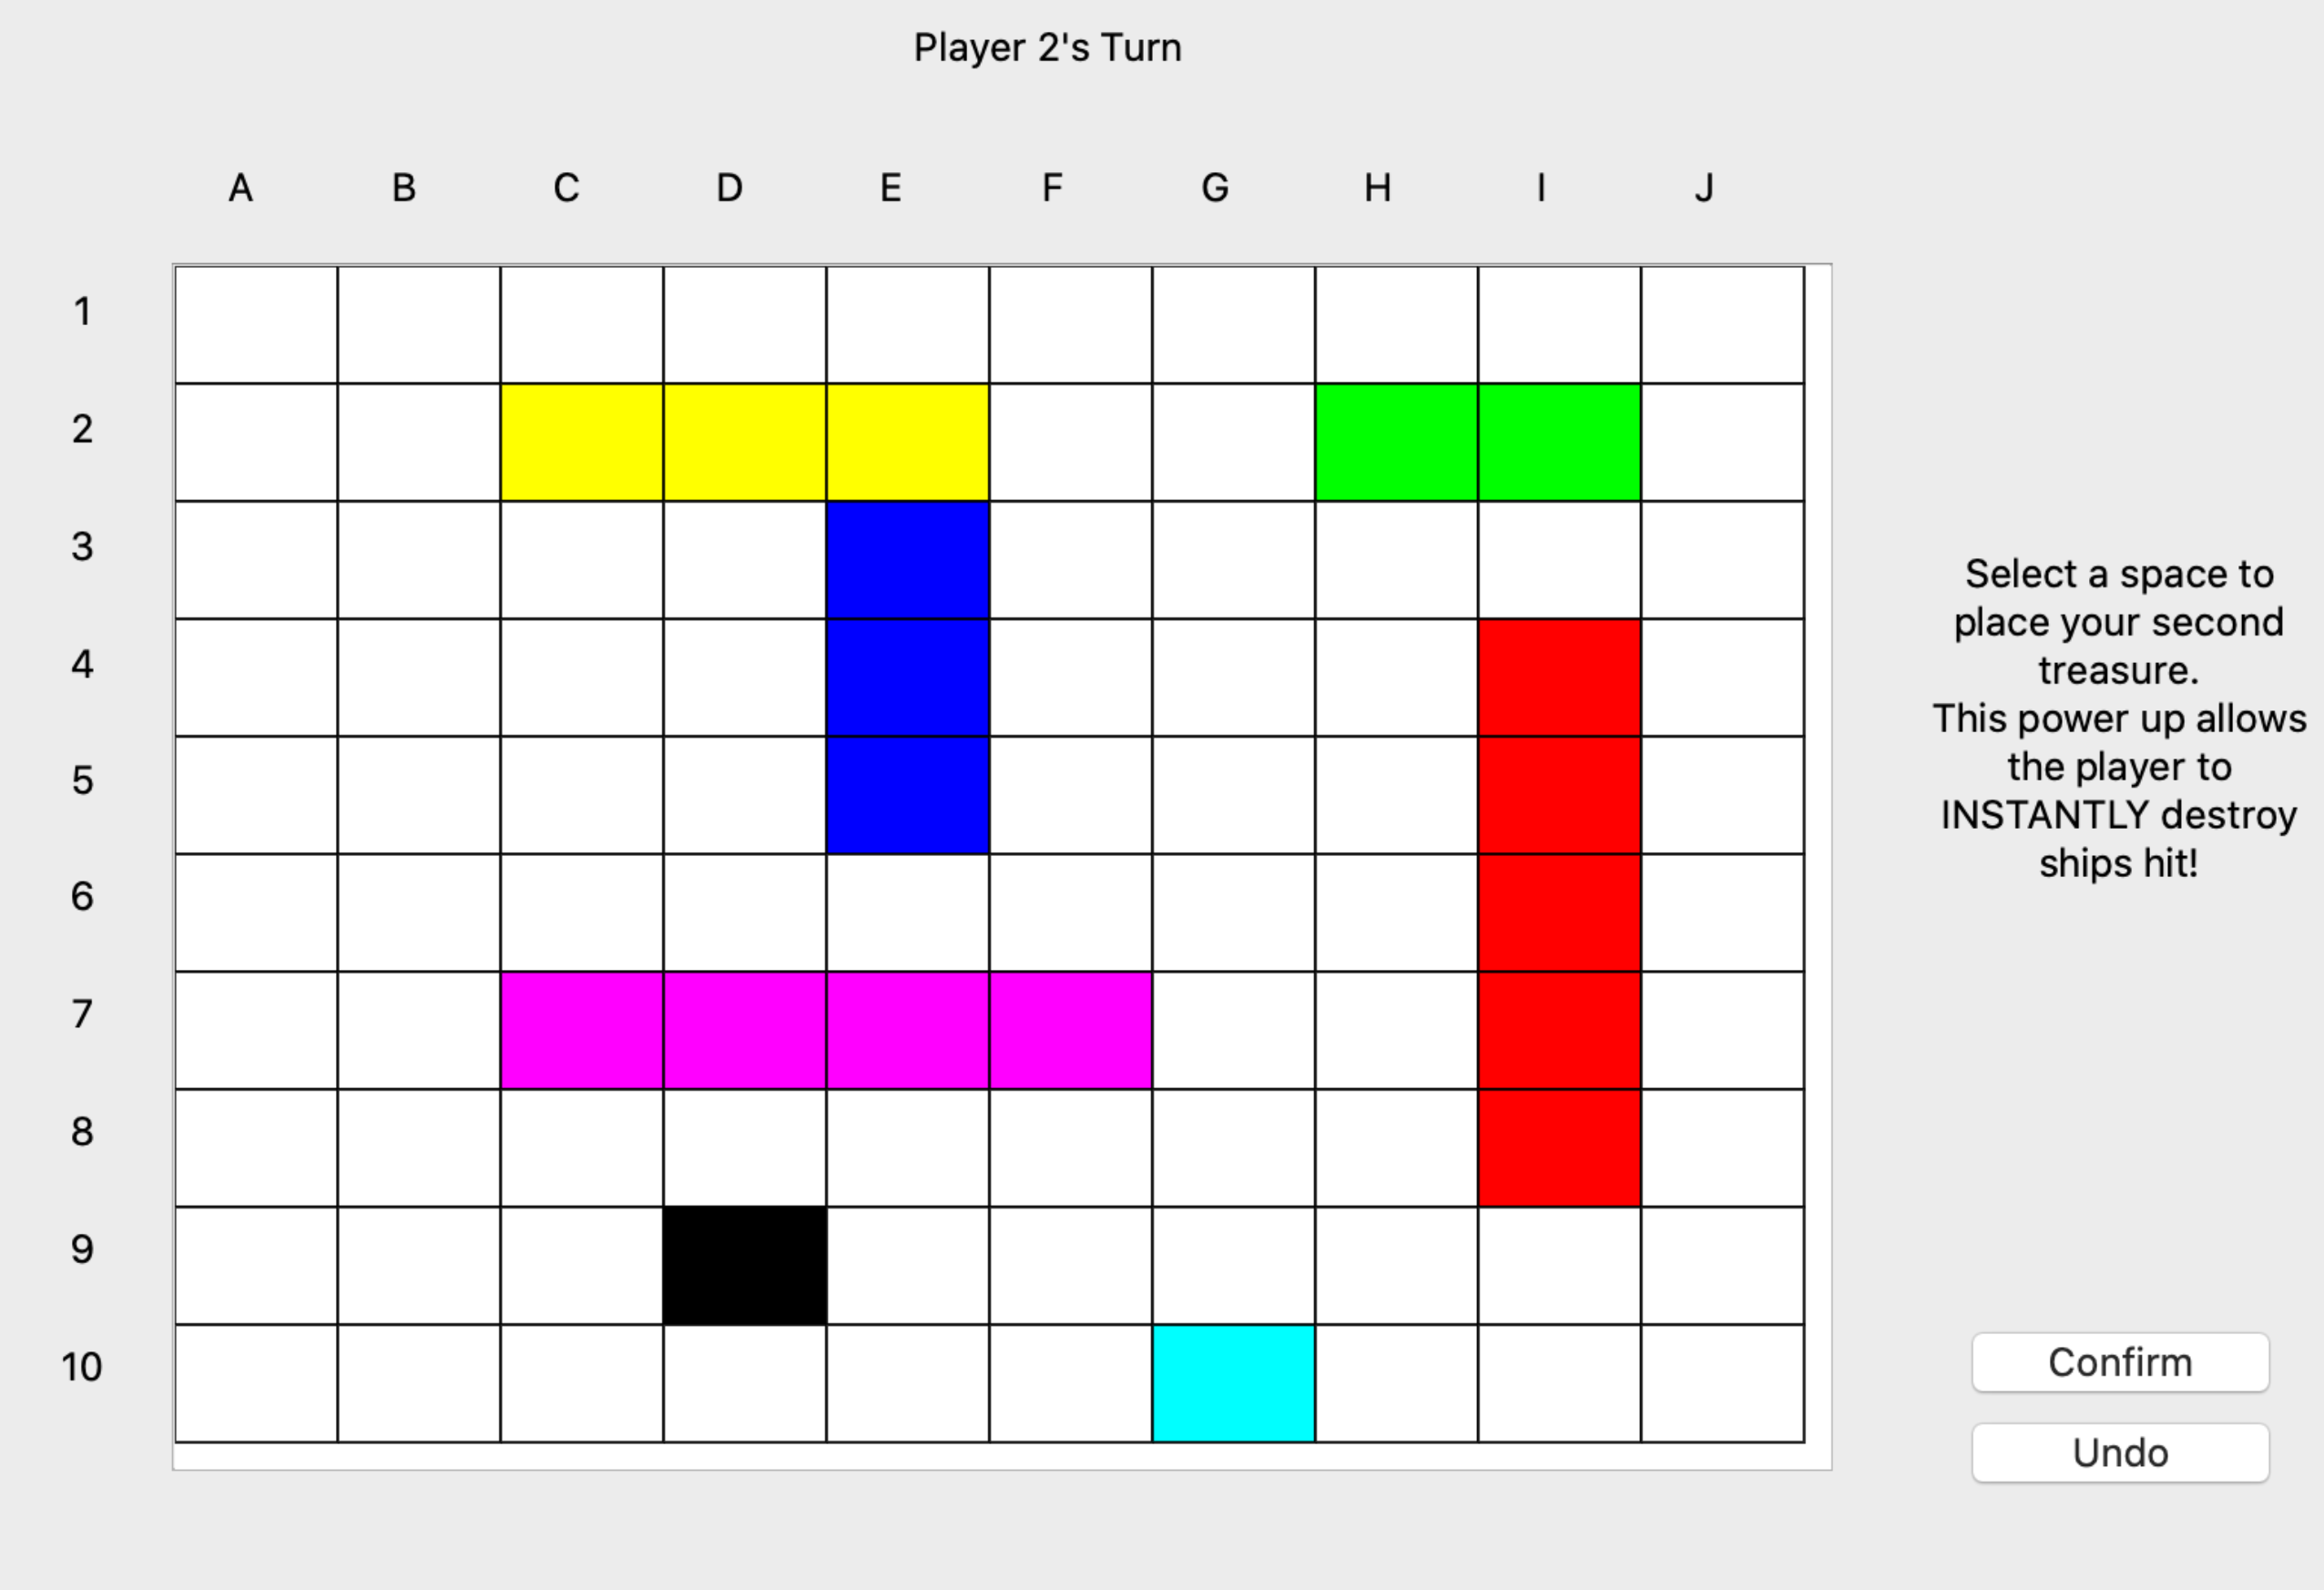 Player 2's Turn
A B C D E F G H I J
1
2
3
4
5
6
7
8
9
10
Select a space to
place your second
treasure.
This power up allows
the player to
INSTANTLY destroy
ships hit!
Confirm
Undo